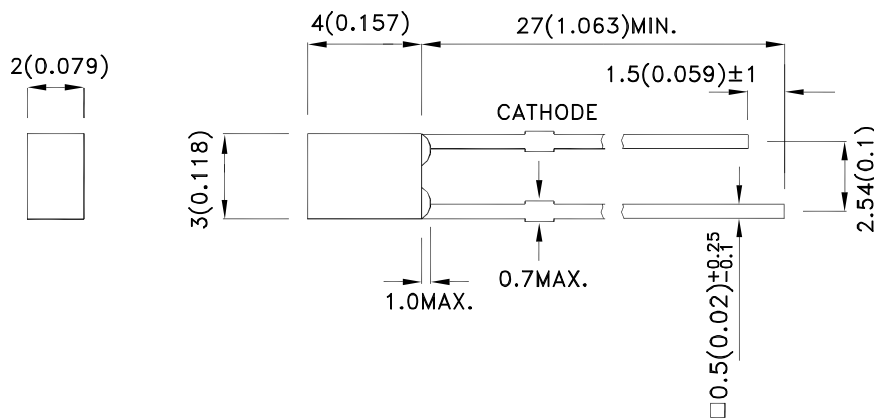 4(0.157)
27(1.063)MIN.
2(0.079)
1.5(0.059)±1
CATHODE
3(0.118)
2.54(0.1)
0.7MAX.
1.0MAX.
□0.5(0.02)±0.25 -0.1